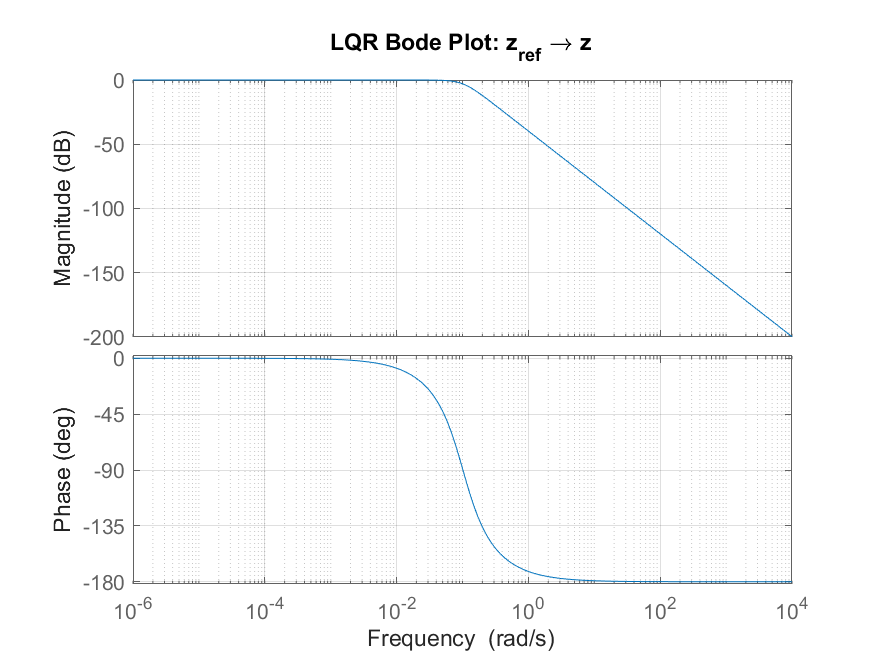 LQR Bode Plot: z_ref → z
Magnitude (dB)
0
-50
-100
-150
-200
Phase (deg)
0
-45
-90
-135
-180
10^-6 10^-4 10^-2 10^0 10^2 10^4
Frequency (rad/s)